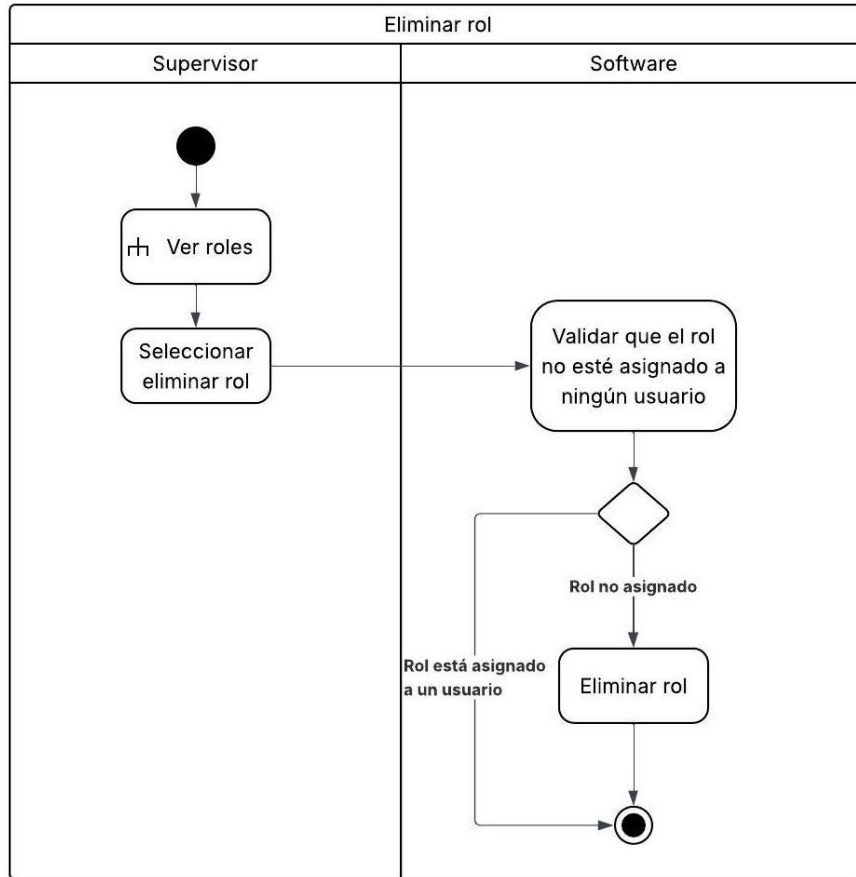 Eliminar rol
Supervisor
Software
Ver roles
Seleccionar
eliminar rol
Validar que el rol
no esté asignado a
ningún usuario
Rol no asignado
Rol está asignado
a un usuario
Eliminar rol